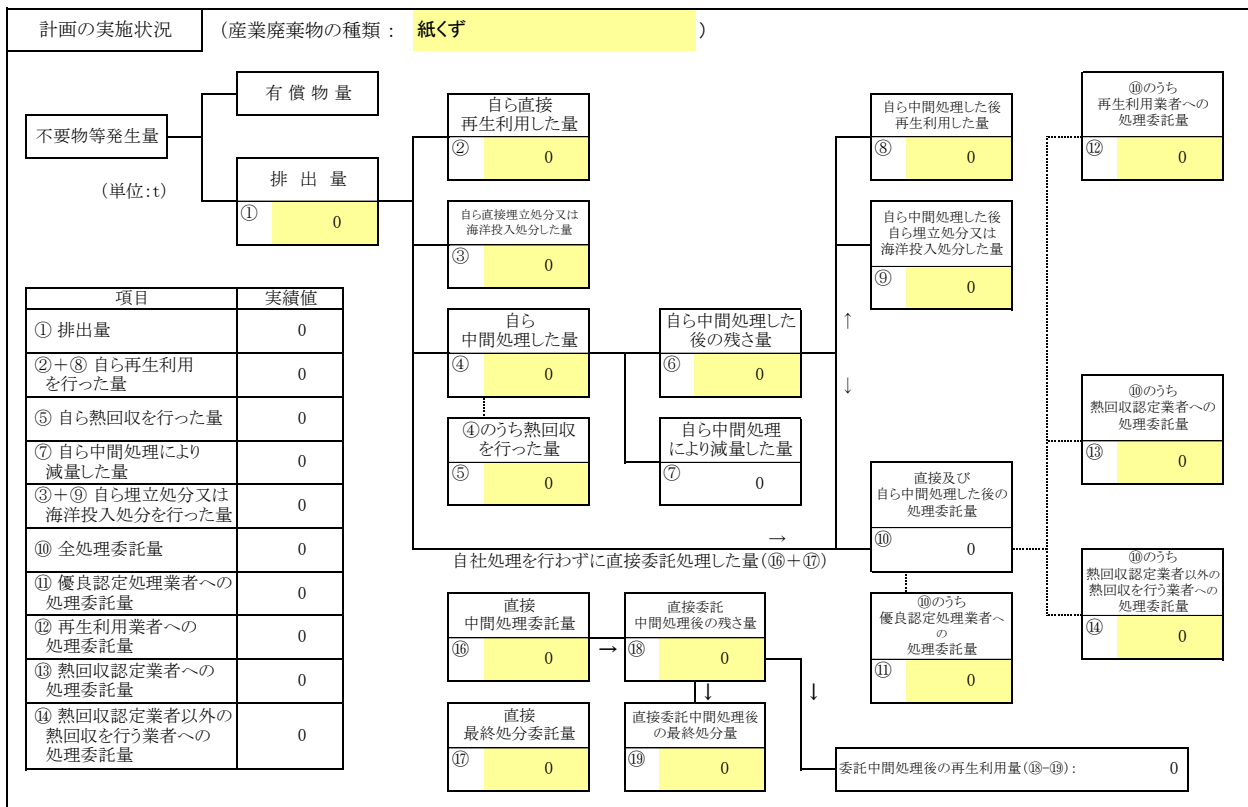 計画の実施状況
(産業廃棄物の種類 : 紙くず )
有 償 物 量
不要物等発生量
(単位:t)
排 出 量
① 0
自ら直接
再生利用した量
② 0
自ら直接埋立処分又は
海洋投入処分した量
③ 0
自ら
中間処理した量
④ 0
④のうち熱回収
を行った量
⑤ 0
自ら中間処理した
後の残さ量
⑥ 0
自ら中間処理
により減量した量
⑦ 0
自ら中間処理した後
再生利用した量
⑧ 0
自ら中間処理した後
自ら埋立処分又は
海洋投入処分した量
⑨ 0
↑
↓
直接及び
自ら中間処理した後の
処理委託量
⑩ 0
→
自社処理を行わずに直接委託処理した量(⑯+⑰)
⑩のうち
優良認定処理業者へ
の
処理委託量
⑪ 0
⑩のうち
再生利用業者への
処理委託量
⑫ 0
⑩のうち
熱回収認定業者への
処理委託量
⑬ 0
⑩のうち
熱回収認定業者以外の
熱回収を行う業者への
処理委託量
⑭ 0
直接
中間処理委託量
⑯ 0
→
直接委託
中間処理後の残さ量
⑱ 0
↓
↓
直接
最終処分委託量
⑰ 0
直接委託中間処理後
の最終処分量
⑲ 0
委託中間処理後の再生利用量(⑱-⑲) : 0
項目 実績値
① 排出量 0
②+⑧ 自ら再生利用
を行った量 0
⑤ 自ら熱回収を行った量 0
⑦ 自ら中間処理により
減量した量 0
③+⑨ 自ら埋立処分又は
海洋投入処分を行った量 0
⑩ 全処理委託量 0
⑪ 優良認定処理業者への
処理委託量 0
⑫ 再生利用業者への
処理委託量 0
⑬ 熱回収認定業者への
処理委託量 0
⑭ 熱回収認定業者以外の
熱回収を行う業者への
処理委託量 0